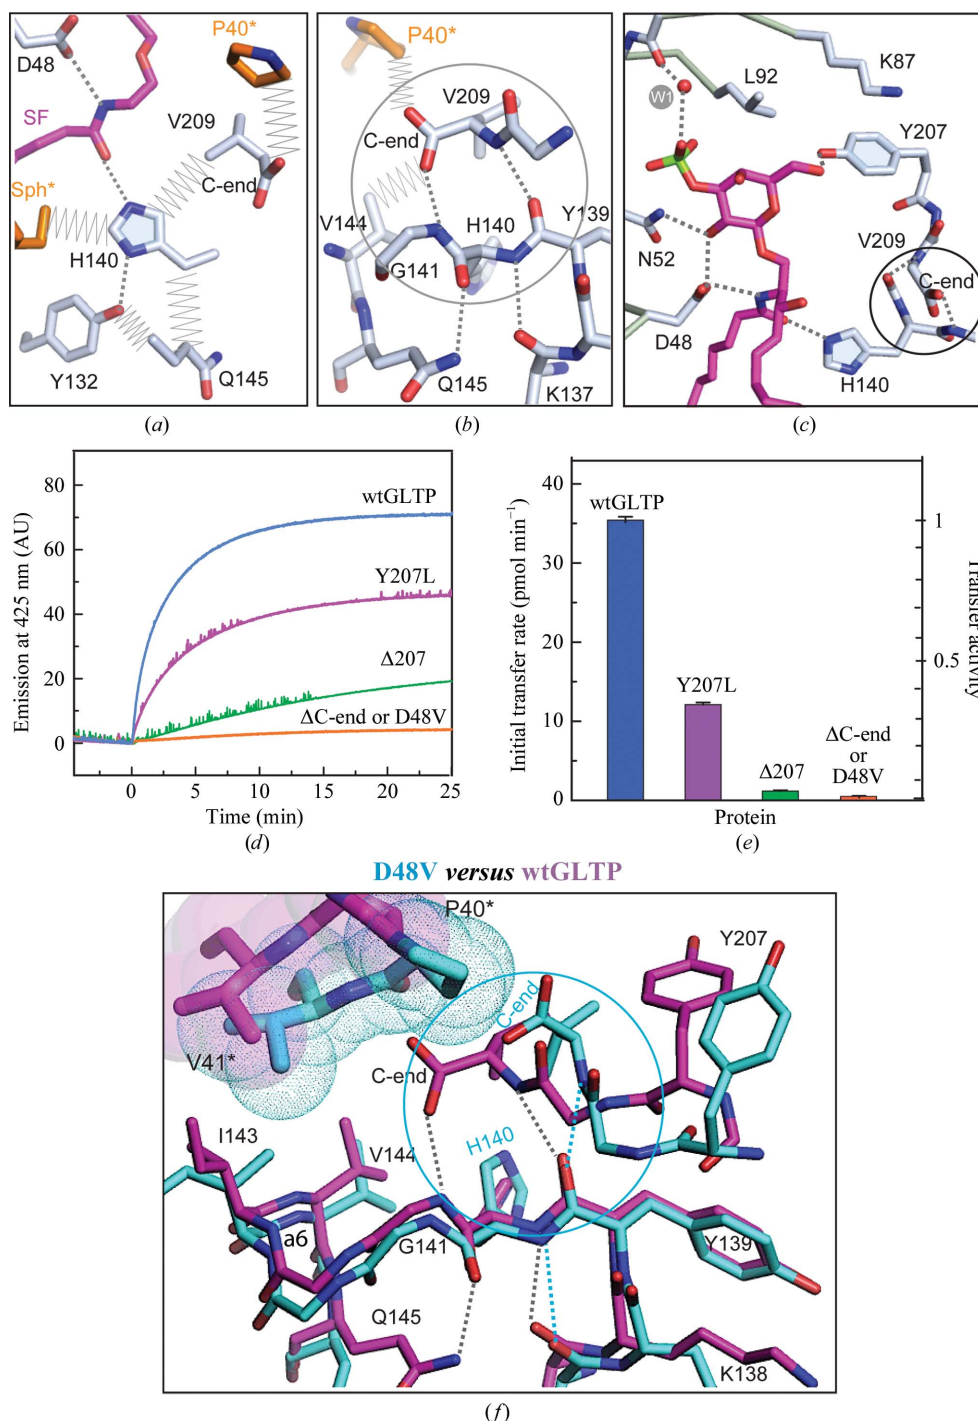 D48
SF
P40*
V209
C-end
Sph*
H140
Y132
Q145
(a)
P40*
V209
C-end
V144
H140
Y139
G141
Q145
K137
(b)
K87
L92
W1
Y207
N52
V209
C-end
D48
H140
(c)
Emission at 425 nm (AU)
80
60
40
20
0
wtGLTP
Y207L
Δ207
ΔC-end or D48V
0 5 10 15 20 25
Time (min)
(d)
Initial transfer rate (pmol min⁻¹)
40
30
20
10
0
wtGLTP
Y207L
Δ207
ΔC-end
or
D48V
1
0.5
0
Transfer activity
Protein
(e)
D48V versus wtGLTP
P40*
Y207
C-end
V41*
C-end
I143
V144
H140
a6
G141
Y139
Q145
K138
(f)